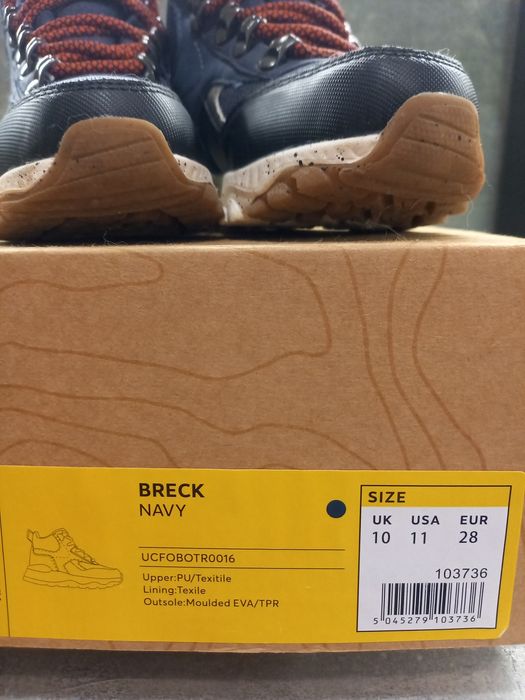 BRECK
NAVY
UCFOBOTR0016
Upper:PU/Texitile
Lining:Texile
Outsole:Moulded EVA/TPR
SIZE
UK USA EUR
10 11 28
103736
5 045279 103736